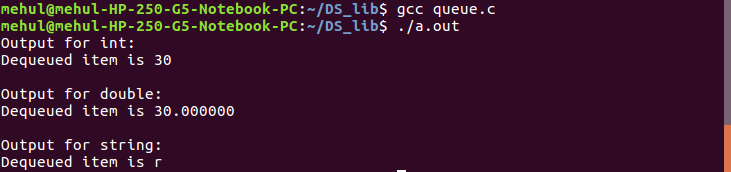 mehul@mehul-HP-250-G5-Notebook-PC:~/DS_lib$ gcc queue.c
mehul@mehul-HP-250-G5-Notebook-PC:~/DS_lib$ ./a.out
Output for int:
Dequeued item is 30
Output for double:
Dequeued item is 30.000000
Output for string:
Dequeued item is r